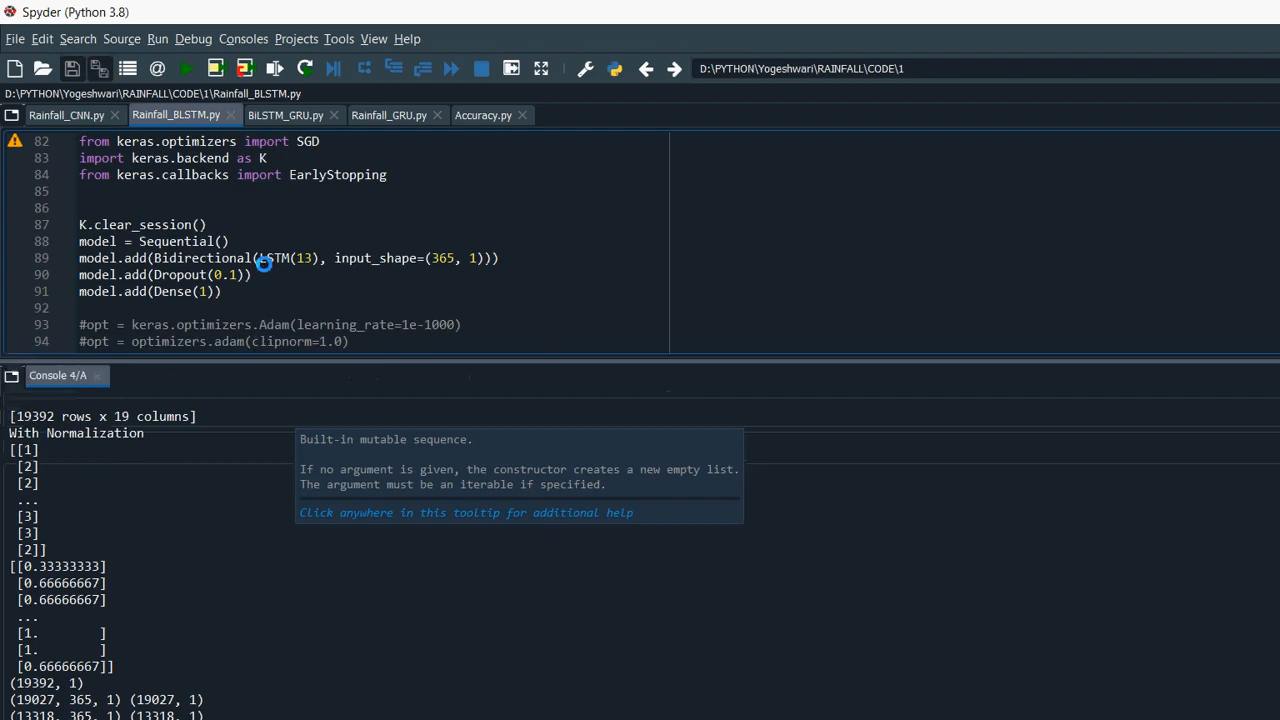 Spyder (Python 3.8)
File Edit Search Source Run Debug Consoles Projects Tools View Help
D:\PYTHON\Yogeshwari\RAINFALL\CODE\1
D:\PYTHON\Yogeshwari\RAINFALL\CODE\1\Rainfall_BLSTM.py
Rainfall_CNN.py Rainfall_BLSTM.py BiLSTM_GRU.py Rainfall_GRU.py Accuracy.py
82 from keras.optimizers import SGD
83 import keras.backend as K
84 from keras.callbacks import EarlyStopping
85
86
87 K.clear_session()
88 model = Sequential()
89 model.add(Bidirectional(LSTM(13), input_shape=(365, 1)))
90 model.add(Dropout(0.1))
91 model.add(Dense(1))
92
93 #opt = keras.optimizers.Adam(learning_rate=1e-1000)
94 #opt = optimizers.adam(clipnorm=1.0)
Console 4/A
[19392 rows x 19 columns]
With Normalization
[[1]
[2]
[2]
...
[3]
[3]
[2]]
[[0.33333333]
[0.66666667]
[0.66666667]
...
[1. ]
[1. ]
[0.66666667]]
(19392, 1)
(19027, 365, 1) (19027, 1)
(13318, 365, 1) (13318, 1)
Built-in mutable sequence.
If no argument is given, the constructor creates a new empty list.
The argument must be an iterable if specified.
Click anywhere in this tooltip for additional help